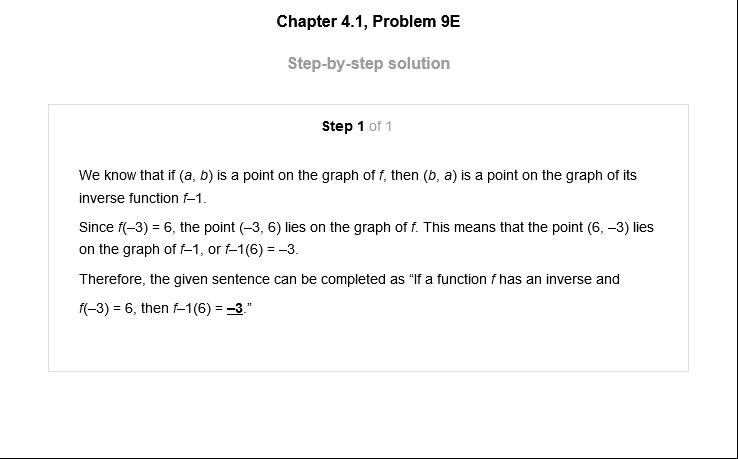 Chapter 4.1, Problem 9E
Step-by-step solution
Step 1 of 1
We know that if (a, b) is a point on the graph of f, then (b, a) is a point on the graph of its
inverse function f–1.
Since f(–3) = 6, the point (–3, 6) lies on the graph of f. This means that the point (6, –3) lies
on the graph of f–1, or f–1(6) = –3.
Therefore, the given sentence can be completed as “If a function f has an inverse and
f(–3) = 6, then f–1(6) = –3.”